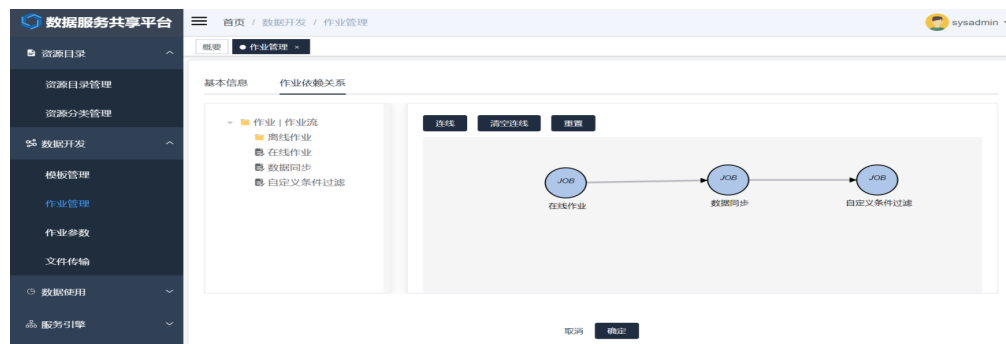 数据服务共享平台
首页 / 数据开发 / 作业管理
sysadmin
概要
作业管理 ×
资源目录
资源目录管理
资源分类管理
数据开发
模板管理
作业管理
作业参数
文件传输
数据使用
服务引擎
基本信息
作业依赖关系
作业 | 作业流
离线作业
在线作业
数据同步
自定义条件过滤
连线
清空连线
重置
JOB
在线作业
JOB
数据同步
JOB
自定义条件过滤
取消
确定